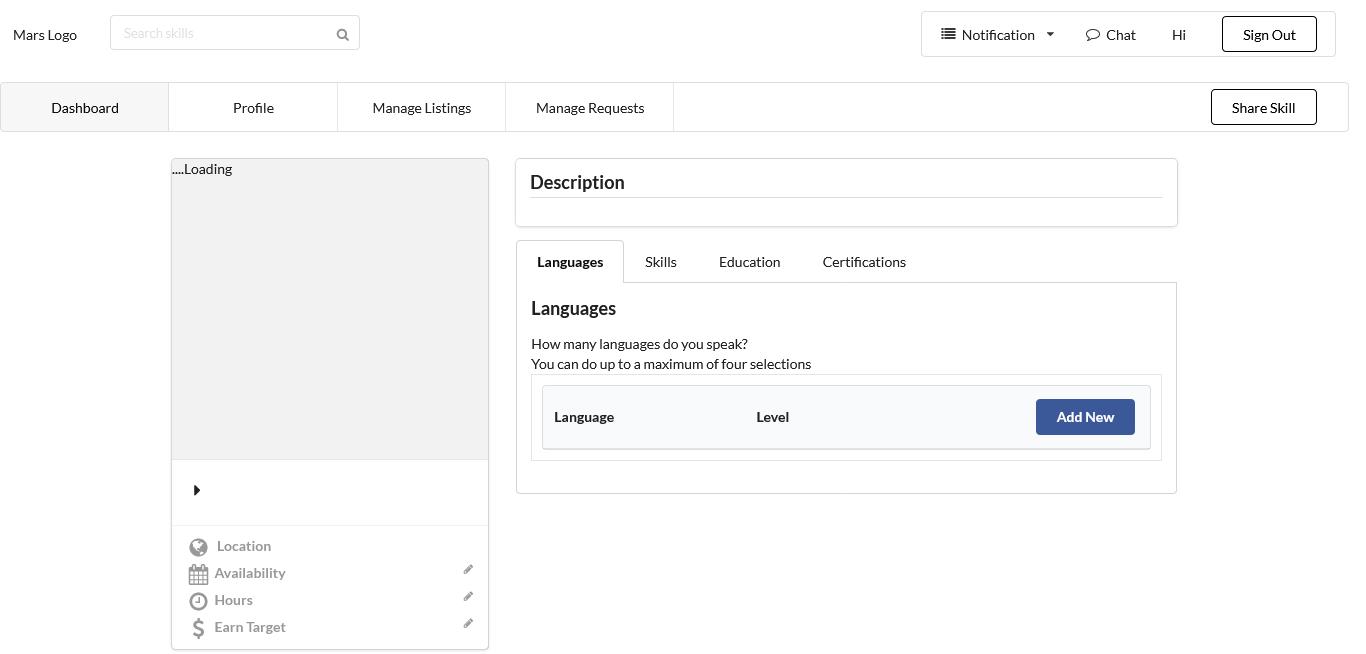 Mars Logo
Search skills
Notification
Chat
Hi
Sign Out
Dashboard
Profile
Manage Listings
Manage Requests
Share Skill
....Loading
Location
Availability
Hours
Earn Target
Description
Languages
Skills
Education
Certifications
Languages
How many languages do you speak?
You can do up to a maximum of four selections
Language
Level
Add New